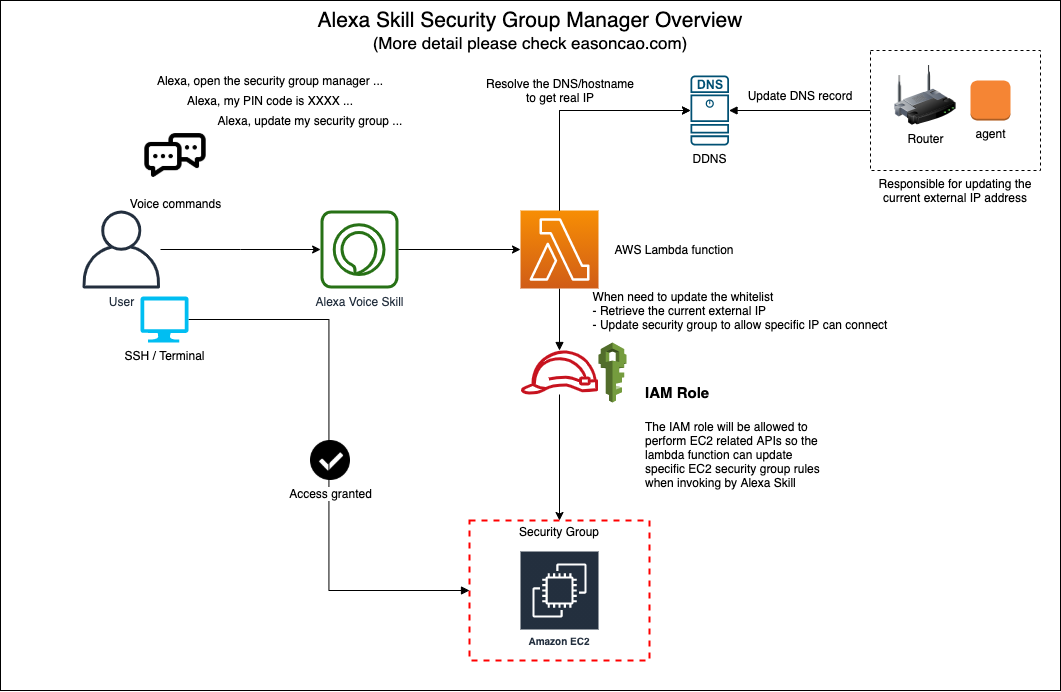 Alexa Skill Security Group Manager Overview
(More detail please check easoncao.com)
Alexa, open the security group manager ...
Alexa, my PIN code is XXXX ...
Alexa, update my security group ...
Voice commands
User
SSH / Terminal
Alexa Voice Skill
Resolve the DNS/hostname
to get real IP
DNS
DDNS
Update DNS record
Router
agent
Responsible for updating the
current external IP address
AWS Lambda function
When need to update the whitelist
- Retrieve the current external IP
- Update security group to allow specific IP can connect
IAM Role
The IAM role will be allowed to
perform EC2 related APIs so the
lambda function can update
specific EC2 security group rules
when invoking by Alexa Skill
Access granted
Security Group
Amazon EC2